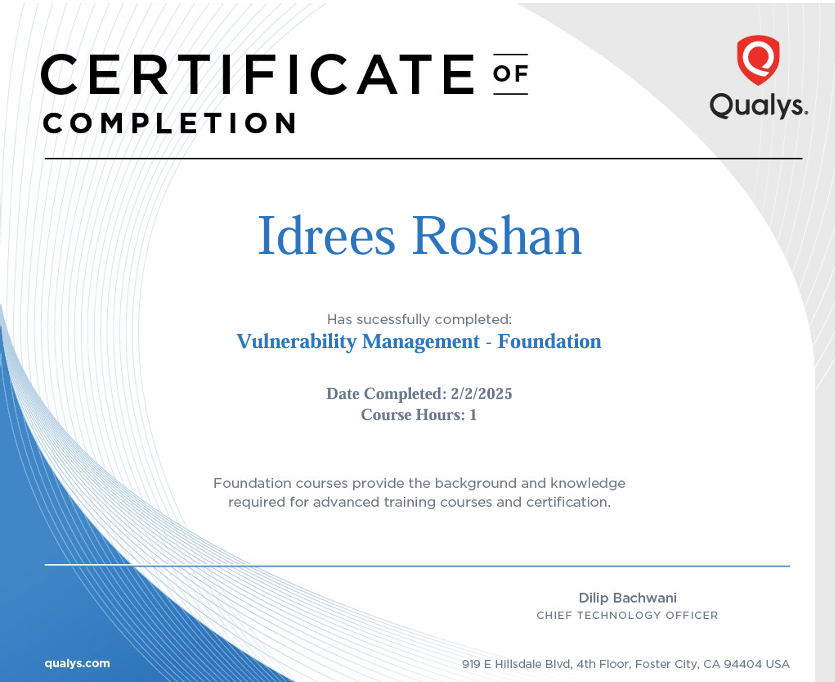 CERTIFICATE OF
COMPLETION
Qualys.
Idrees Roshan
Has sucessfully completed:
Vulnerability Management - Foundation
Date Completed: 2/2/2025
Course Hours: 1
Foundation courses provide the background and knowledge
required for advanced training courses and certification.
Dilip Bachwani
CHIEF TECHNOLOGY OFFICER
qualys.com
919 E Hillsdale Blvd, 4th Floor, Foster City, CA 94404 USA